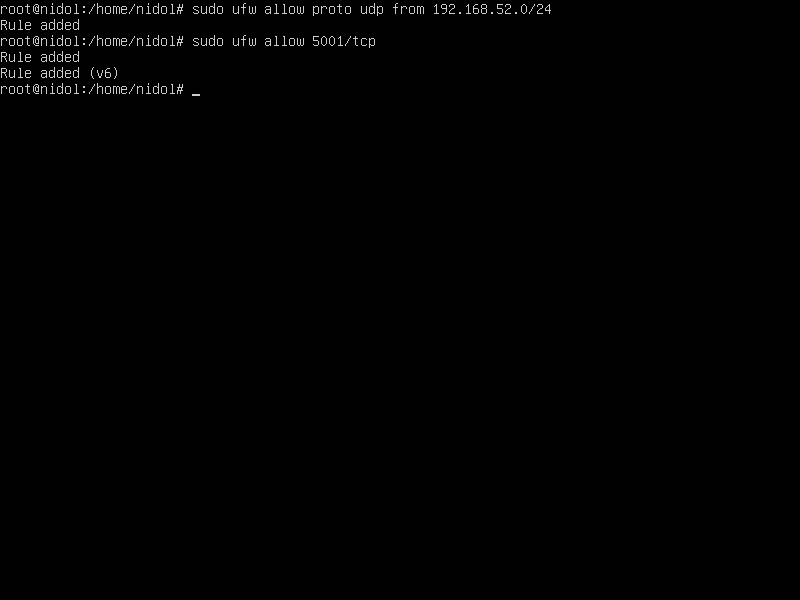 root@nidol:/home/nidol# sudo ufw allow proto udp from 192.168.52.0/24
Rule added
root@nidol:/home/nidol# sudo ufw allow 5001/tcp
Rule added
Rule added (v6)
root@nidol:/home/nidol# _